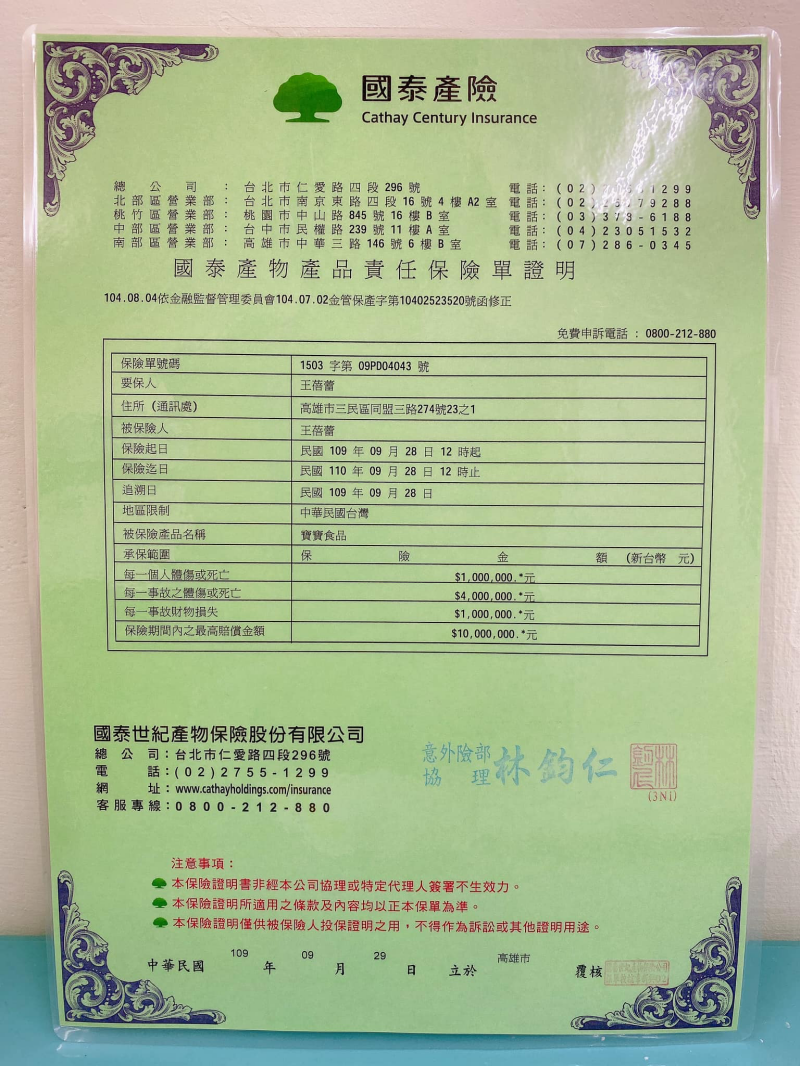 國泰產險
Cathay Century Insurance
總公司：台北市仁愛路四段 296 號 電話：(02)2 1299
北部區營業部：台北市南京東路四段 16 號 4 樓 A2 室 電話：(02) 79288
桃竹區營業部：桃園市中山路 845 號 16 樓 B 室 電話：(03)373-6188
中部區營業部：台中市民權路 239 號 11 樓 A 室 電話：(04)23051532
南部區營業部：高雄市中華三路 146 號 6 樓 B 室 電話：(07)286-0345
國泰產物產品責任保險單證明
104.08.04依金融監督管理委員會104.07.02金管保產字第10402523520號函修正
免費申訴電話：0800-212-880
保險單號碼 1503 字第 09PD04043 號
要保人 王蓓蕾
住所（通訊處） 高雄市三民區同盟三路274號23之1
被保險人 王蓓蕾
保險起日 民國 109 年 09 月 28 日 12 時起
保險迄日 民國 110 年 09 月 28 日 12 時止
追溯日 民國 109 年 09 月 28 日
地區限制 中華民國台灣
被保險產品名稱 寶寶食品
承保範圍 保險金額 （新台幣 元）
每一個人體傷或死亡 $1,000,000.*元
每一事故之體傷或死亡 $4,000,000.*元
每一事故財物損失 $1,000,000.*元
保險期間內之最高賠償金額 $10,000,000.*元
國泰世紀產物保險股份有限公司
總公司：台北市仁愛路四段296號
電話：(02)2755-1299
網址：www.cathayholdings.com/insurance
客服專線：0800-212-880
意外險部
協理 林鈞仁
(3N1)
注意事項：
本保險證明書非經本公司協理或特定代理人簽署不生效力。
本保險證明所適用之條款及內容均以正本保單為準。
本保險證明僅供被保險人投保證明之用，不得作為訴訟或其他證明用途。
中華民國 109 年 09 月 29 日 立於 高雄市 覆核